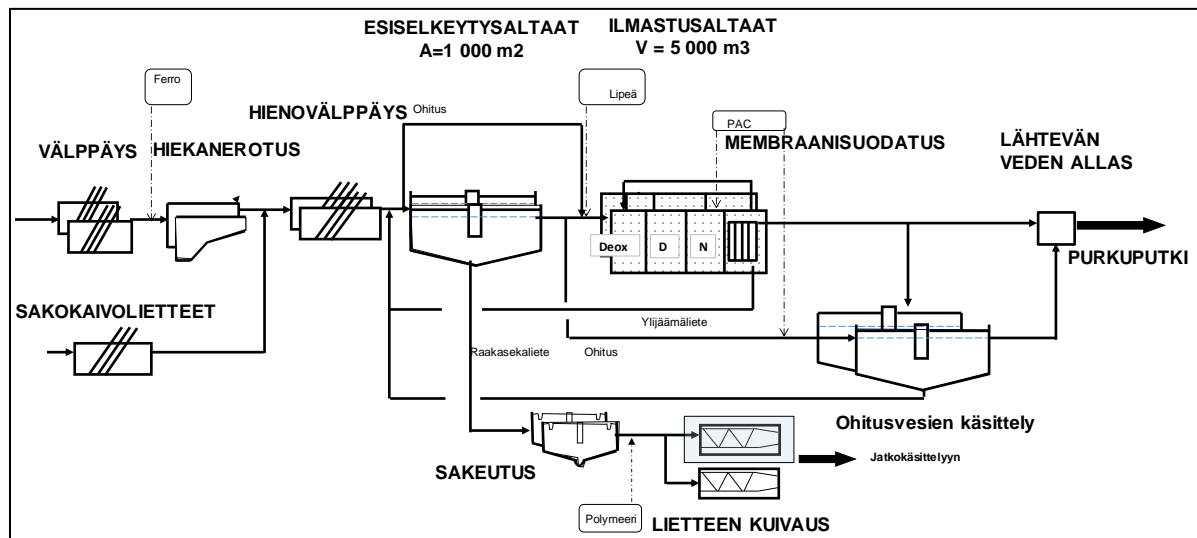 ESISELKEYTYSALTAAT
A=1 000 m2
ILMASTUSALTAAT
V = 5 000 m3
Ferro
Lipeä
HIENOVÄLPPÄYS
Ohitus
PAC
MEMBRAANISUODATUS
LÄHTEVÄN
VEDEN ALLAS
VÄLPPÄYS
HIEKANEROTUS
Deox
D
N
PURKUPUTKI
SAKOKAIVOLIETTEET
Ylijäämäliete
Raakasekaliete
Ohitus
Ohitusvesien käsittely
Jatkokäsittelyyn
SAKEUTUS
Polymeeri
LIETTEEN KUIVAUS